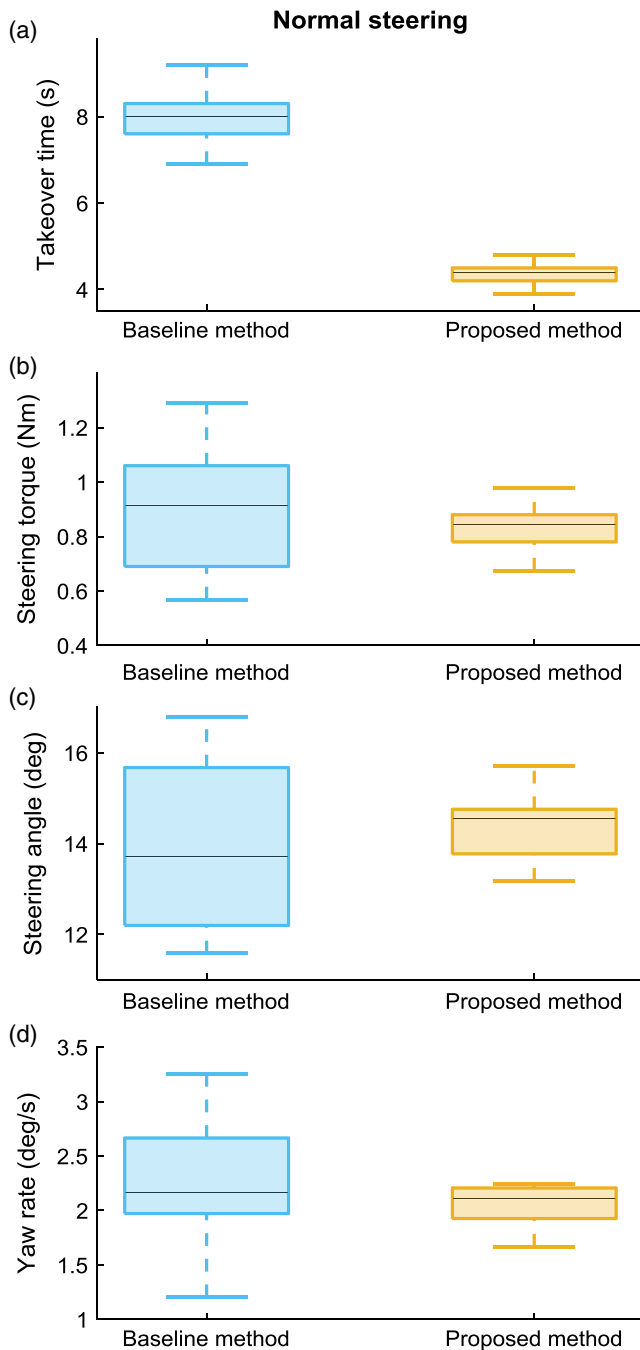 Normal steering
(a)
Takeover time (s)
8
6
4
Baseline method
Proposed method
(b)
Steering torque (Nm)
1.2
1
0.8
0.6
0.4
Baseline method
Proposed method
(c)
Steering angle (deg)
16
14
12
Baseline method
Proposed method
(d)
Yaw rate (deg/s)
3.5
3
2.5
2
1.5
1
Baseline method
Proposed method